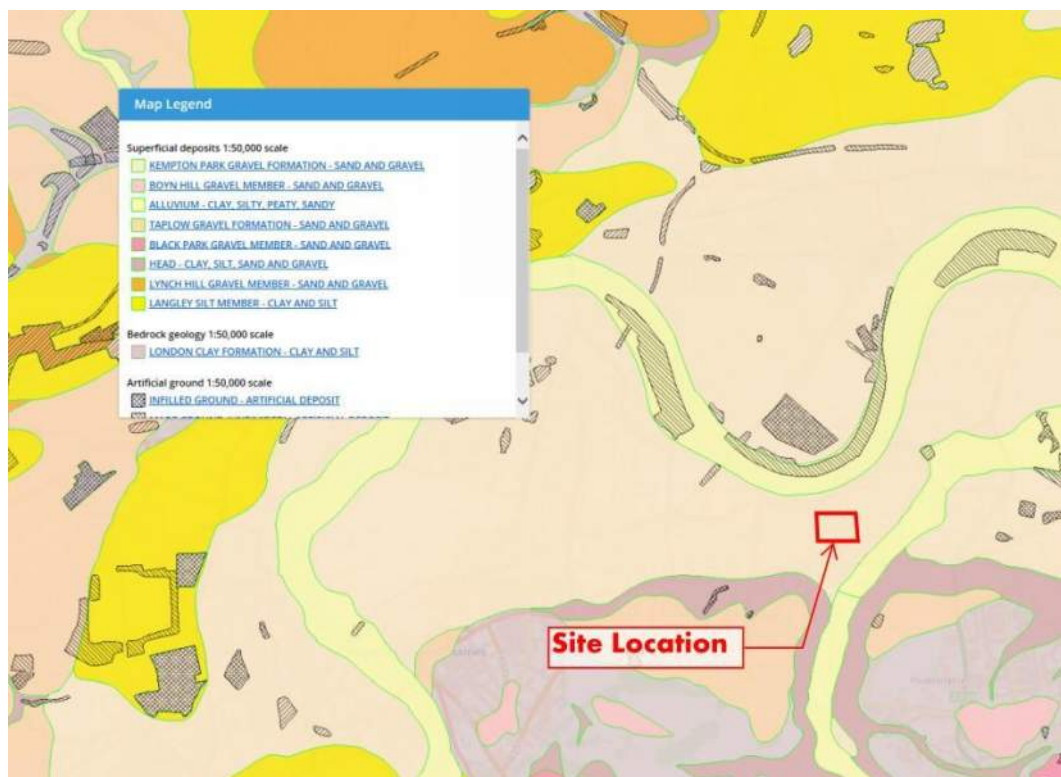 Map Legend
Superficial deposits 1:50,000 scale
KEMPTON PARK GRAVEL FORMATION - SAND AND GRAVEL
BOYN HILL GRAVEL MEMBER - SAND AND GRAVEL
ALLUVIUM - CLAY, SILTY, PEATY, SANDY
TAPLOW GRAVEL FORMATION - SAND AND GRAVEL
BLACK PARK GRAVEL MEMBER - SAND AND GRAVEL
HEAD - CLAY, SILT, SAND AND GRAVEL
LYNCH HILL GRAVEL MEMBER - SAND AND GRAVEL
LANGLEY SILT MEMBER - CLAY AND SILT
Bedrock geology 1:50,000 scale
LONDON CLAY FORMATION - CLAY AND SILT
Artificial ground 1:50,000 scale
INFILLED GROUND - ARTIFICIAL DEPOSIT
Site Location